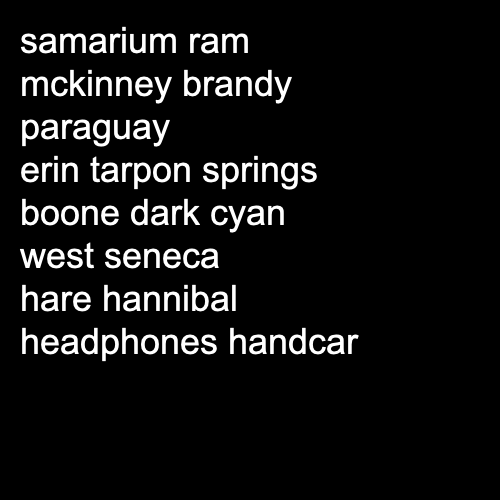 samarium ram
mckinney brandy
paraguay
erin tarpon springs
boone dark cyan
west seneca
hare hannibal
headphones handcar